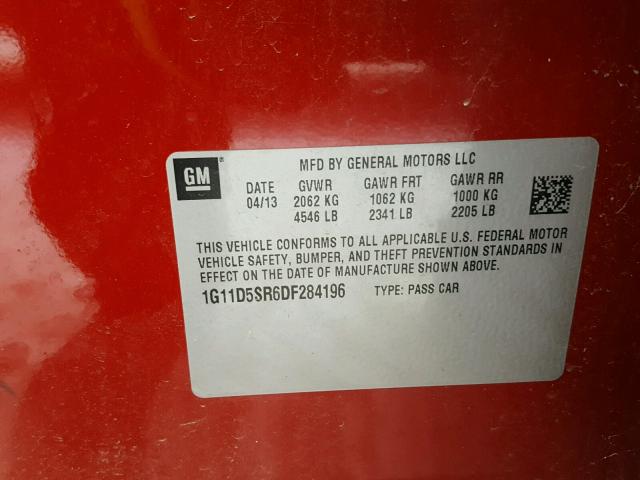 GM®
MFD BY GENERAL MOTORS LLC
DATE GVWR GAWR FRT GAWR RR
04/13 2062 KG 1062 KG 1000 KG
4546 LB 2341 LB 2205 LB
THIS VEHICLE CONFORMS TO ALL APPLICABLE U.S. FEDERAL MOTOR
VEHICLE SAFETY, BUMPER, AND THEFT PREVENTION STANDARDS IN
EFFECT ON THE DATE OF MANUFACTURE SHOWN ABOVE.
1G11D5SR6DF284196 TYPE: PASS CAR